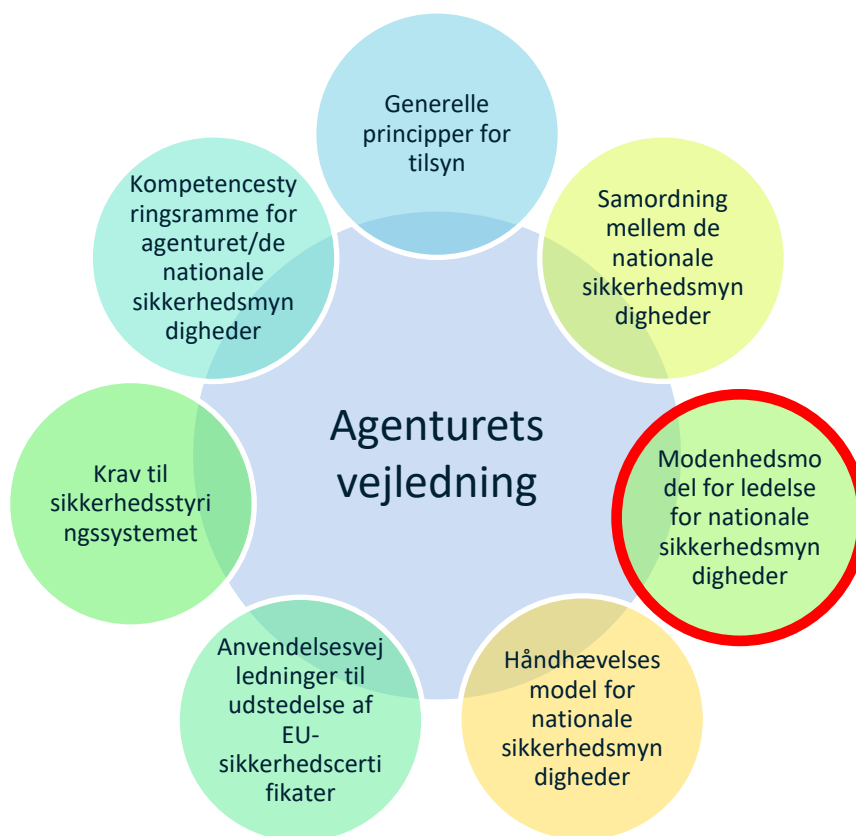 Generelle
principper for
tilsyn
Kompetencesty
ringsramme for
agenturet/de
nationale
sikkerhedsmyn
digheder
Samordning
mellem de
nationale
sikkerhedsmyn
digheder
Agenturets
vejledning
Krav til
sikkerhedsstyri
ngssystemet
Modenhedsmo
del for ledelse
for nationale
sikkerhedsmyn
digheder
Anvendelsesvej
ledninger til
udstedelse af
EU-
sikkerhedscerti
fikater
Håndhævelses
model for
nationale
sikkerhedsmyn
digheder